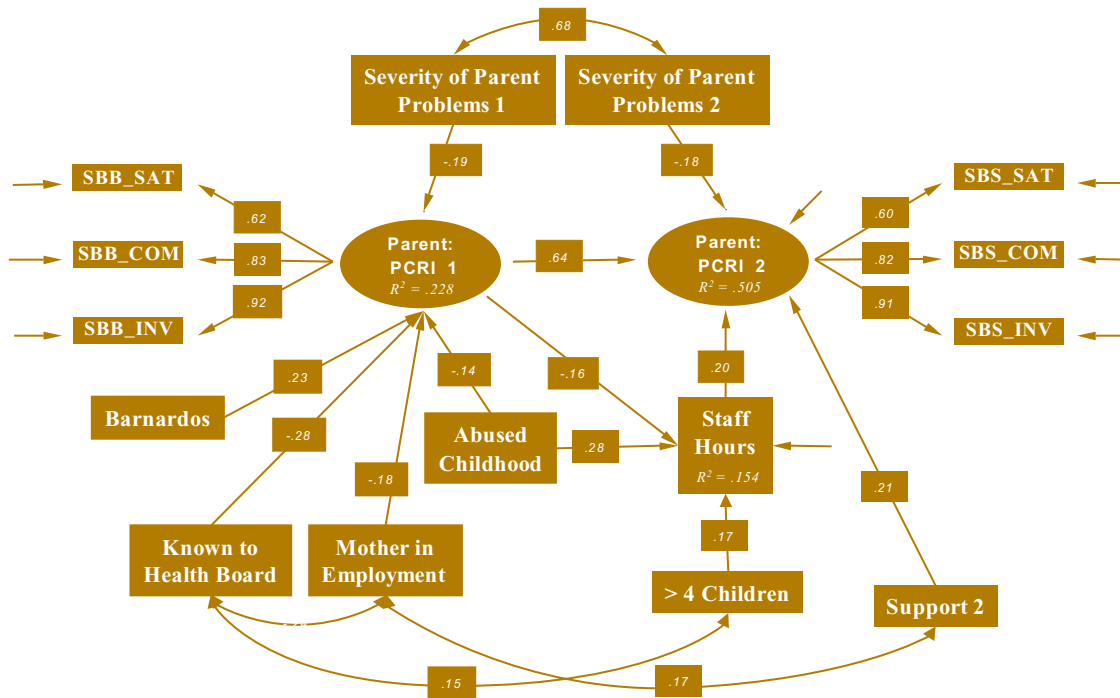 .68
Severity of Parent
Problems 1
Severity of Parent
Problems 2
-.19
-.18
SBB_SAT
SBS_SAT
.62
.60
Parent:
PCRI 1
R² = .228
Parent:
PCRI 2
R² = .505
SBB_COM
.83
.64
.82
SBS_COM
.92
.91
SBB_INV
SBS_INV
.23
-.14
-.16
.20
Barnardos
-.28
Abused
Childhood
.28
Staff
Hours
R² = .154
-.18
.21
.17
Known to
Health Board
Mother in
Employment
> 4 Children
Support 2
.15
.17